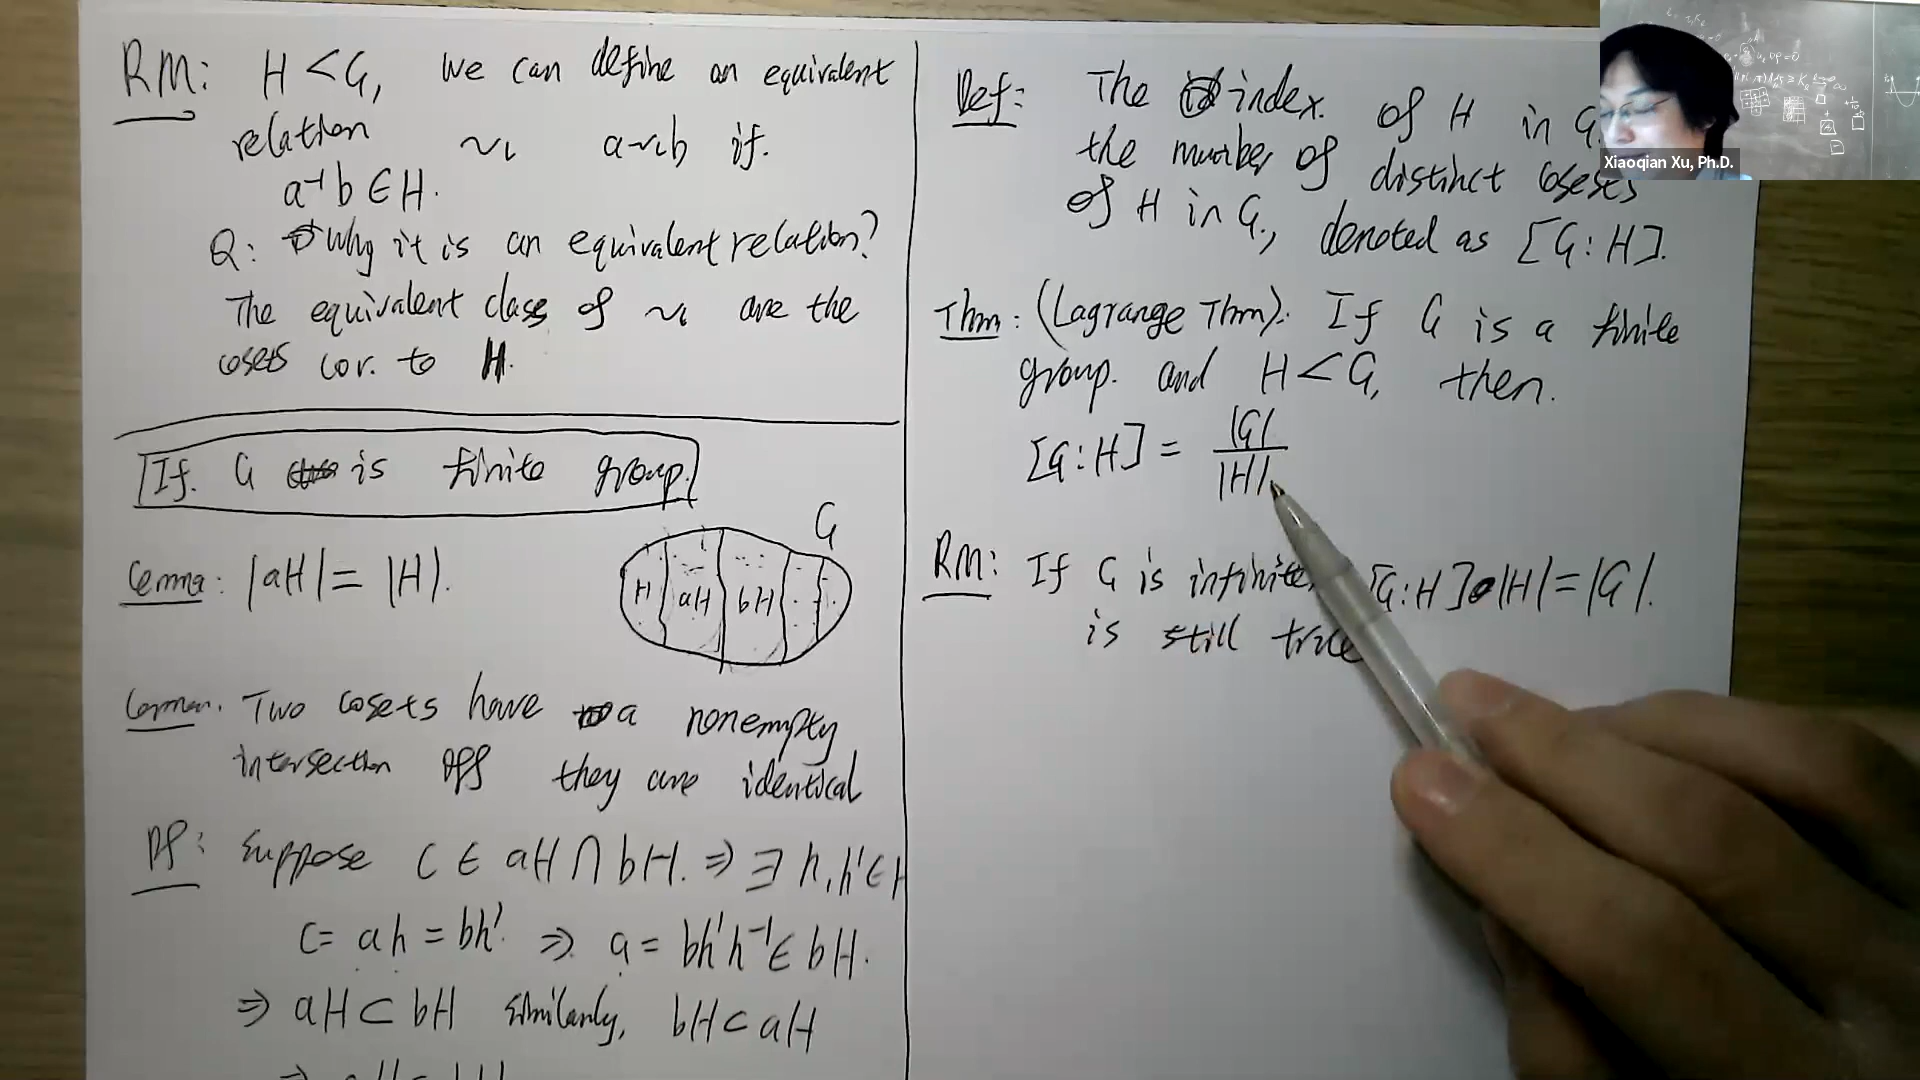 RM: H < G, we can define an equivalent
relation ~L a ~L b if.
a⁻¹b ∈ H.
Q: Why it is an equivalent relation?
The equivalent class of ~L are the
cosets cor. to H.
If G is finite group.
Lemma: |aH| = |H|.
G
H aH bH
Two cosets have a nonempty
intersection iff they are identical
Pf: Suppose C ∈ aH ∩ bH. ⇒ ∃ h, h' ∈ H
C = ah = bh' ⇒ a = bh'h⁻¹ ∈ bH.
⇒ aH ⊂ bH similarly, bH ⊂ aH
Def: The index of H in G
the number of distinct cosets
of H in G., denoted as [G:H].
Thm: (Lagrange Thm). If G is a finite
group. and H < G, then.
[G:H] = |G| / |H|.
RM: If G is infinite [G:H]·|H| = |G|.
is still true
Xiaoqian Xu, Ph.D.